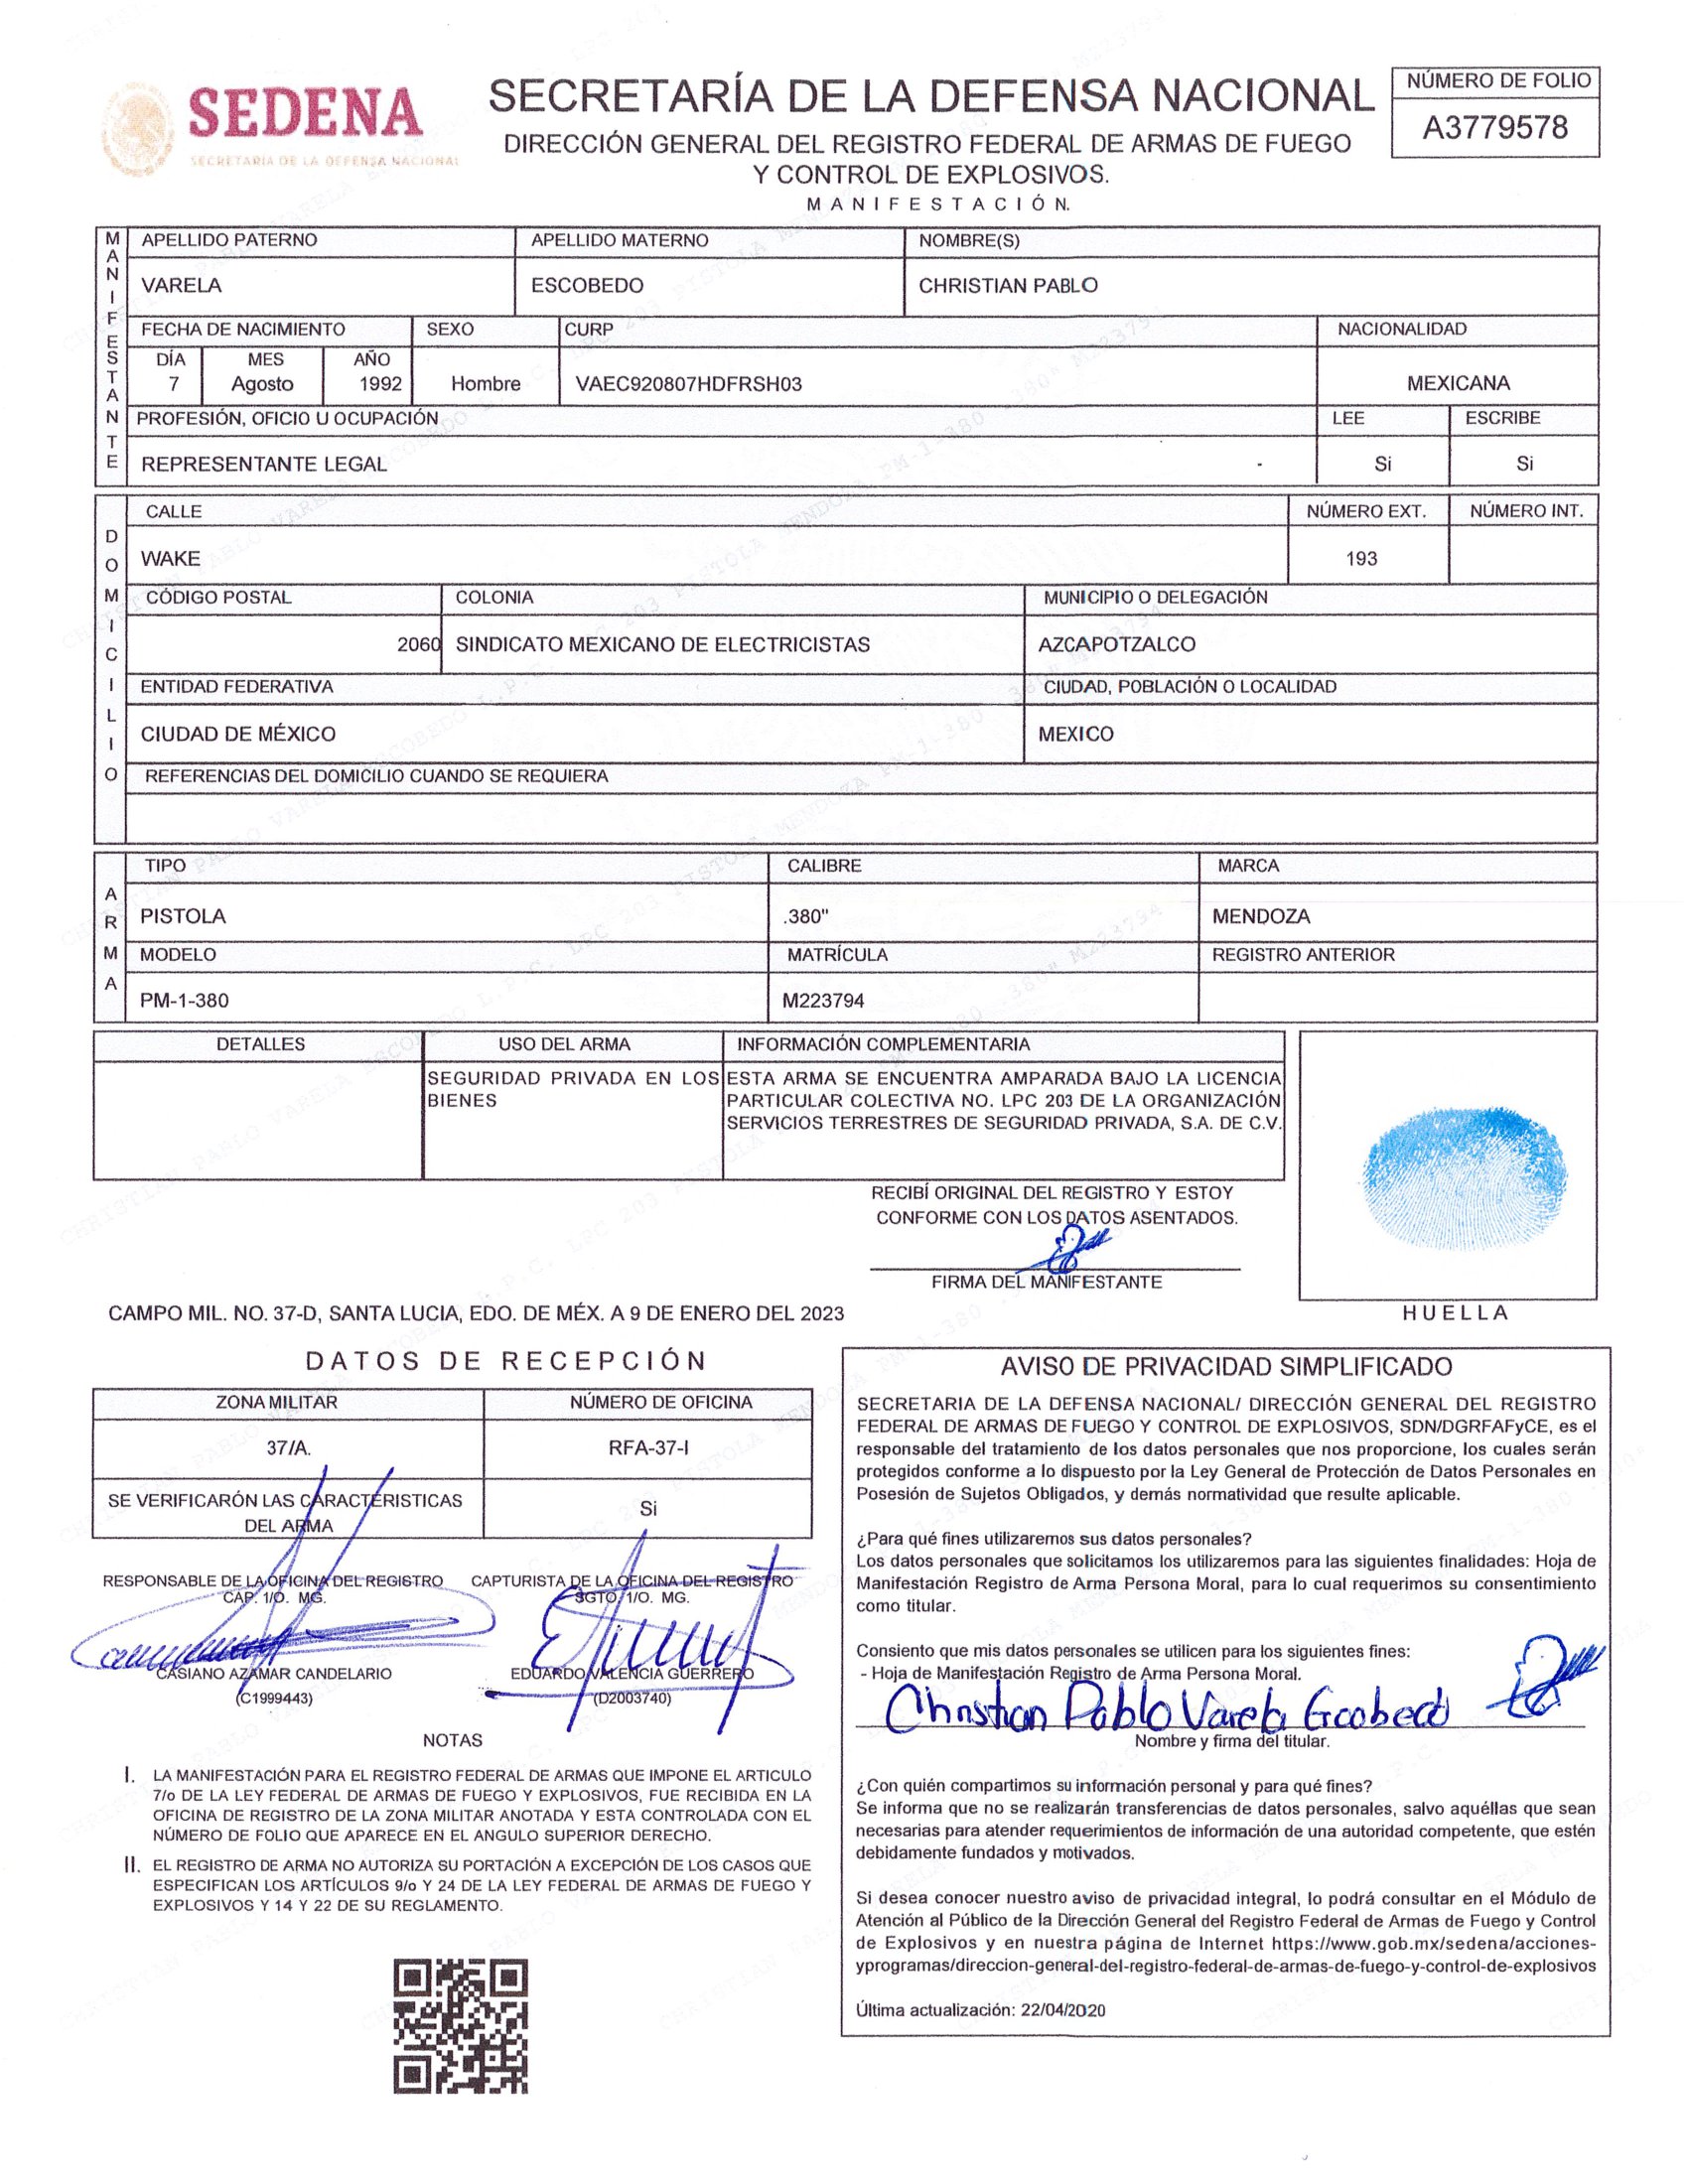 SEDENA
SECRETARÍA DE LA DEFENSA NACIONAL
SECRETARÍA DE LA DEFENSA NACIONAL
DIRECCIÓN GENERAL DEL REGISTRO FEDERAL DE ARMAS DE FUEGO
Y CONTROL DE EXPLOSIVOS.
MANIFESTACIÓN.
NÚMERO DE FOLIO
A3779578
MANIFESTANTE
APELLIDO PATERNO APELLIDO MATERNO NOMBRE(S)
VARELA ESCOBEDO CHRISTIAN PABLO
FECHA DE NACIMIENTO SEXO CURP NACIONALIDAD
DÍA MES AÑO
7 Agosto 1992 Hombre VAEC920807HDFRSH03 MEXICANA
PROFESIÓN, OFICIO U OCUPACIÓN LEE ESCRIBE
REPRESENTANTE LEGAL Si Si
DOMICILIO
CALLE NÚMERO EXT. NÚMERO INT.
WAKE 193
CÓDIGO POSTAL COLONIA MUNICIPIO O DELEGACIÓN
2060 SINDICATO MEXICANO DE ELECTRICISTAS AZCAPOTZALCO
ENTIDAD FEDERATIVA CIUDAD, POBLACIÓN O LOCALIDAD
CIUDAD DE MÉXICO MEXICO
REFERENCIAS DEL DOMICILIO CUANDO SE REQUIERA
ARMA
TIPO CALIBRE MARCA
PISTOLA .380" MENDOZA
MODELO MATRÍCULA REGISTRO ANTERIOR
PM-1-380 M223794
DETALLES USO DEL ARMA INFORMACIÓN COMPLEMENTARIA
SEGURIDAD PRIVADA EN LOS
BIENES
ESTA ARMA SE ENCUENTRA AMPARADA BAJO LA LICENCIA
PARTICULAR COLECTIVA NO. LPC 203 DE LA ORGANIZACIÓN
SERVICIOS TERRESTRES DE SEGURIDAD PRIVADA, S.A. DE C.V.
RECIBÍ ORIGINAL DEL REGISTRO Y ESTOY
CONFORME CON LOS DATOS ASENTADOS.
FIRMA DEL MANIFESTANTE
HUELLA
CAMPO MIL. NO. 37-D, SANTA LUCIA, EDO. DE MÉX. A 9 DE ENERO DEL 2023
DATOS DE RECEPCIÓN
ZONA MILITAR NÚMERO DE OFICINA
37/A. RFA-37-I
SE VERIFICARÓN LAS CARACTERISTICAS
DEL ARMA
Si
RESPONSABLE DE LA OFICINA DEL REGISTRO
CAP. 1/O. MG.
CASIANO AZAMAR CANDELARIO
(C1999443)
CAPTURISTA DE LA OFICINA DEL REGISTRO
SGTO. 1/O. MG.
EDUARDO VALENCIA GUERRERO
(D2003740)
NOTAS
I. LA MANIFESTACIÓN PARA EL REGISTRO FEDERAL DE ARMAS QUE IMPONE EL ARTICULO
7/o DE LA LEY FEDERAL DE ARMAS DE FUEGO Y EXPLOSIVOS, FUE RECIBIDA EN LA
OFICINA DE REGISTRO DE LA ZONA MILITAR ANOTADA Y ESTA CONTROLADA CON EL
NÚMERO DE FOLIO QUE APARECE EN EL ANGULO SUPERIOR DERECHO.
II. EL REGISTRO DE ARMA NO AUTORIZA SU PORTACIÓN A EXCEPCIÓN DE LOS CASOS QUE
ESPECIFICAN LOS ARTÍCULOS 9/o Y 24 DE LA LEY FEDERAL DE ARMAS DE FUEGO Y
EXPLOSIVOS Y 14 Y 22 DE SU REGLAMENTO.
AVISO DE PRIVACIDAD SIMPLIFICADO
SECRETARIA DE LA DEFENSA NACIONAL/ DIRECCIÓN GENERAL DEL REGISTRO
FEDERAL DE ARMAS DE FUEGO Y CONTROL DE EXPLOSIVOS, SDN/DGRFAFyCE, es el
responsable del tratamiento de los datos personales que nos proporcione, los cuales serán
protegidos conforme a lo dispuesto por la Ley General de Protección de Datos Personales en
Posesión de Sujetos Obligados, y demás normatividad que resulte aplicable.
¿Para qué fines utilizaremos sus datos personales?
Los datos personales que solicitamos los utilizaremos para las siguientes finalidades: Hoja de
Manifestación Registro de Arma Persona Moral, para lo cual requerimos su consentimiento
como titular.
Consiento que mis datos personales se utilicen para los siguientes fines:
- Hoja de Manifestación Registro de Arma Persona Moral.
Christian Pablo Varela Escobedo
Nombre y firma del titular.
¿Con quién compartimos su información personal y para qué fines?
Se informa que no se realizarán transferencias de datos personales, salvo aquéllas que sean
necesarias para atender requerimientos de información de una autoridad competente, que estén
debidamente fundados y motivados.
Si desea conocer nuestro aviso de privacidad integral, lo podrá consultar en el Módulo de
Atención al Público de la Dirección General del Registro Federal de Armas de Fuego y Control
de Explosivos y en nuestra página de Internet https://www.gob.mx/sedena/acciones-
yprogramas/direccion-general-del-registro-federal-de-armas-de-fuego-y-control-de-explosivos
Última actualización: 22/04/2020